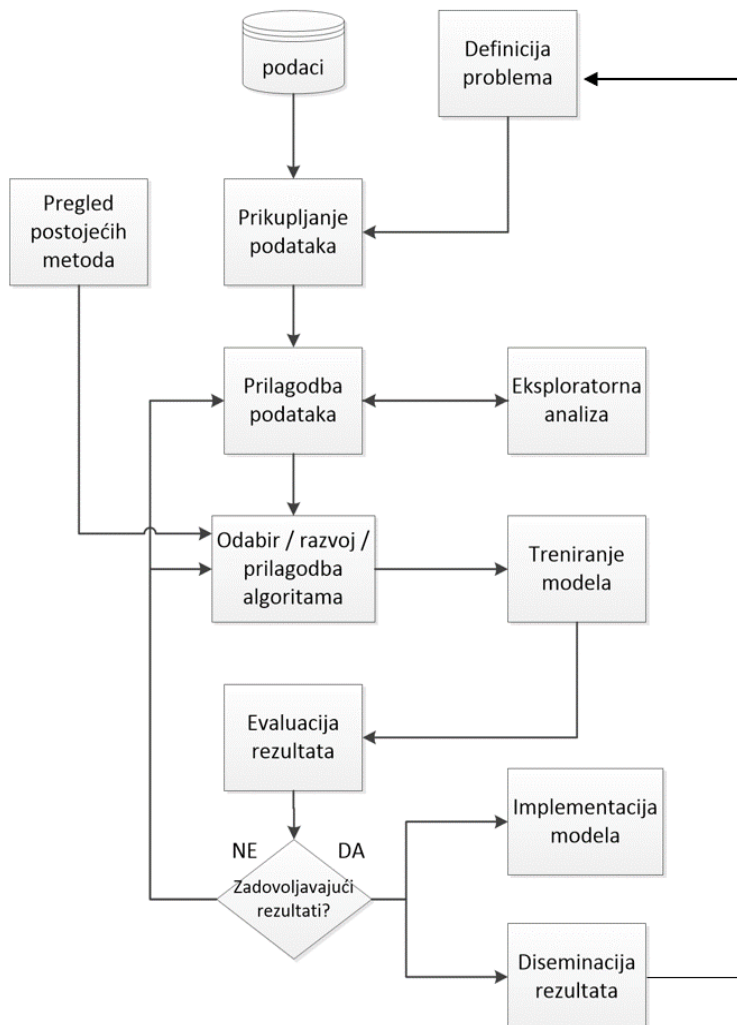 podaci
Definicija
problema
Pregled
postojećih
metoda
Prikupljanje
podataka
Prilagodba
podataka
Eksploratorna
analiza
Odabir / razvoj /
prilagodba
algoritama
Treniranje
modela
Evaluacija
rezultata
NE
DA
Zadovoljavajući
rezultati?
Implementacija
modela
Diseminacija
rezultata